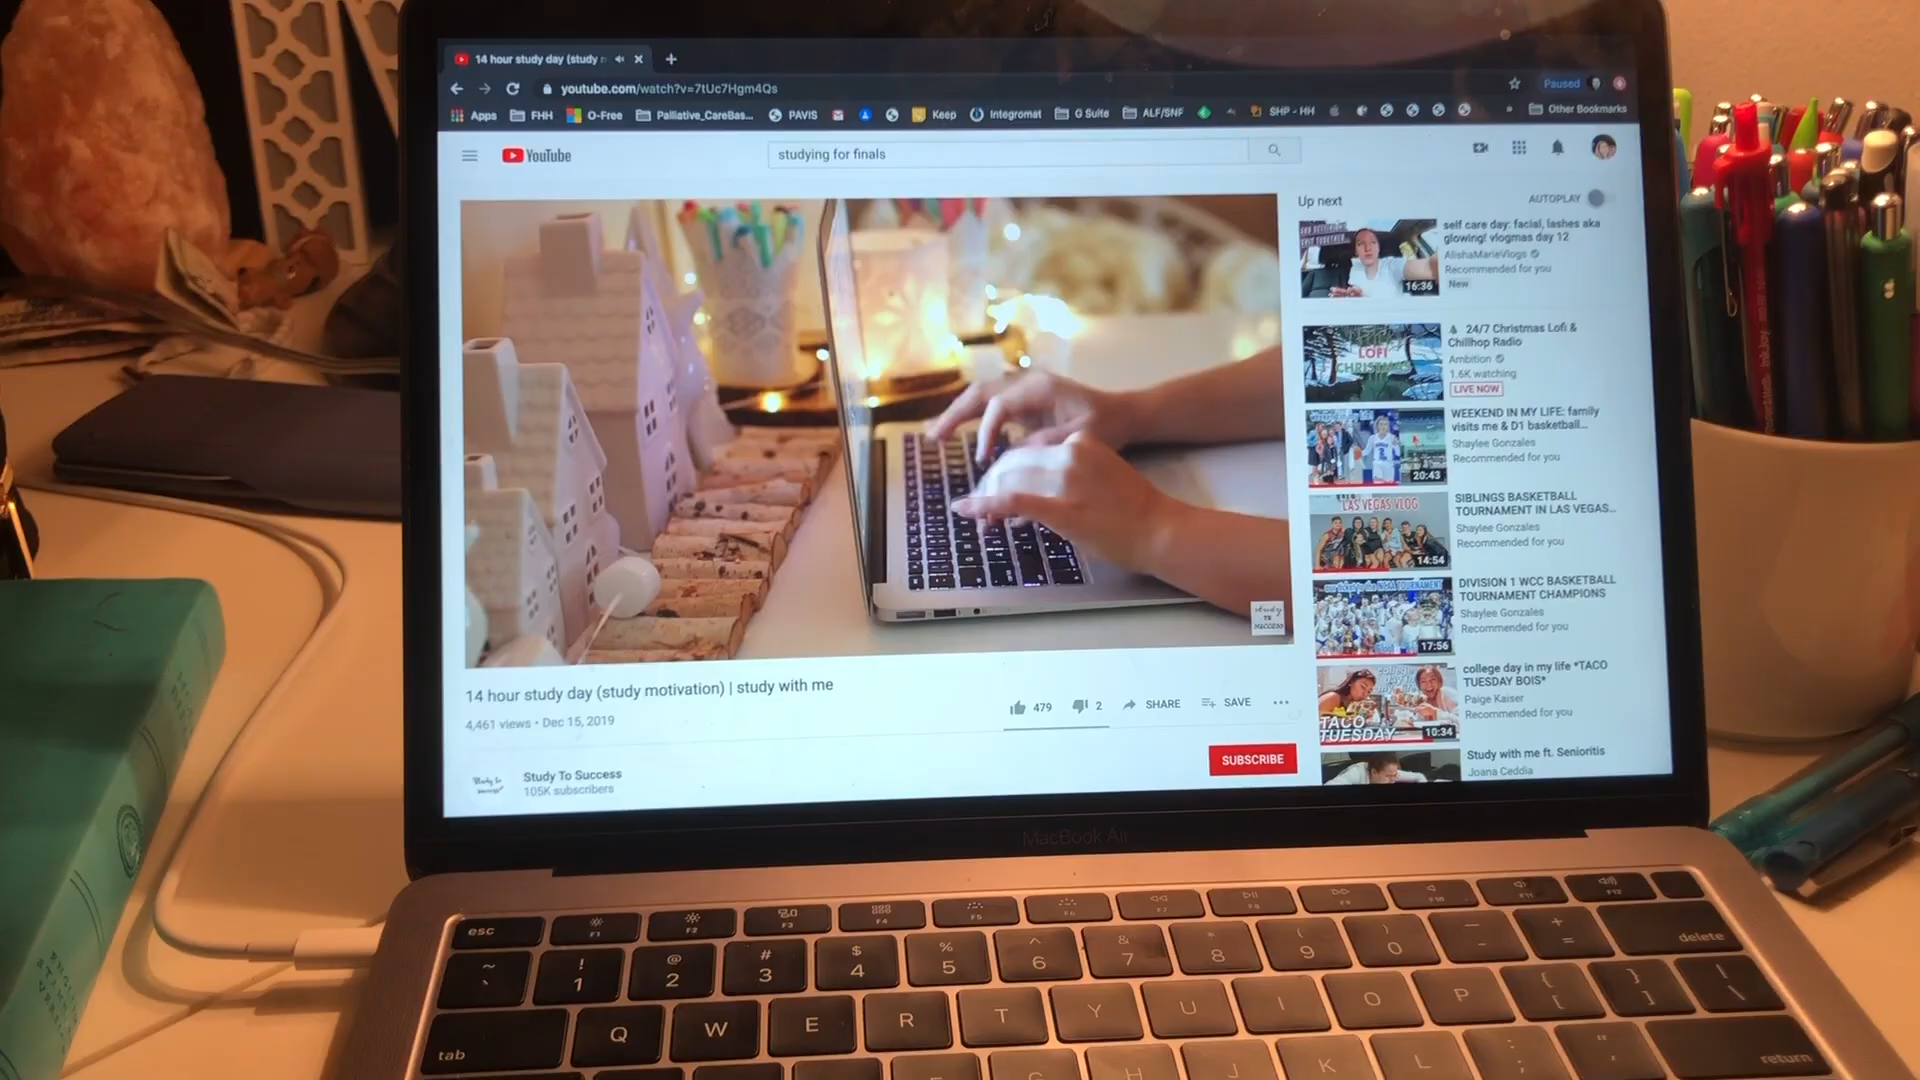 14 hour study day (study
youtube.com/watch?v=7tUc7Hgm4Qs
Paused
Apps FHH O-Free Palliative_CareBas... PAVIS Keep Integromat G Suite ALF/SNF SHP - HH » Other Bookmarks
YouTube
studying for finals
Up next
AUTOPLAY
self care day: facial, lashes aka
glowing! vlogmas day 12
AlishaMarieVlogs
Recommended for you
New
16:36
LOFI
CHRISTMAS
24/7 Christmas Lofi &
Chillhop Radio
Ambition
1.6K watching
LIVE NOW
WEEKEND IN MY LIFE: family
visits me & D1 basketball...
Shaylee Gonzales
Recommended for you
20:43
LAS VEGAS VLOG
SIBLINGS BASKETBALL
TOURNAMENT IN LAS VEGAS...
Shaylee Gonzales
Recommended for you
14:54
DIVISION 1 WCC BASKETBALL
TOURNAMENT CHAMPIONS
Shaylee Gonzales
Recommended for you
17:56
college day in my life *TACO
TUESDAY BOIS*
Paige Kaiser
Recommended for you
TACO
TUESDAY
10:34
Study with me ft. Senioritis
Joana Ceddia
study
TO
SUCCESS
14 hour study day (study motivation) | study with me
4,461 views • Dec 15, 2019
479 2 SHARE SAVE
SUBSCRIBE
Study To Success
105K subscribers
MacBook Air
esc F1 F2 F3 F4 F5 F6 F7 F8 F9 F10 F11 F12
~ ! @ # $ % ^ & * ( ) — +
` 1 2 3 4 5 6 7 8 9 0 - = delete
tab Q W E R T Y U I O P { [ } ] | \
H J K L : ; " ' return